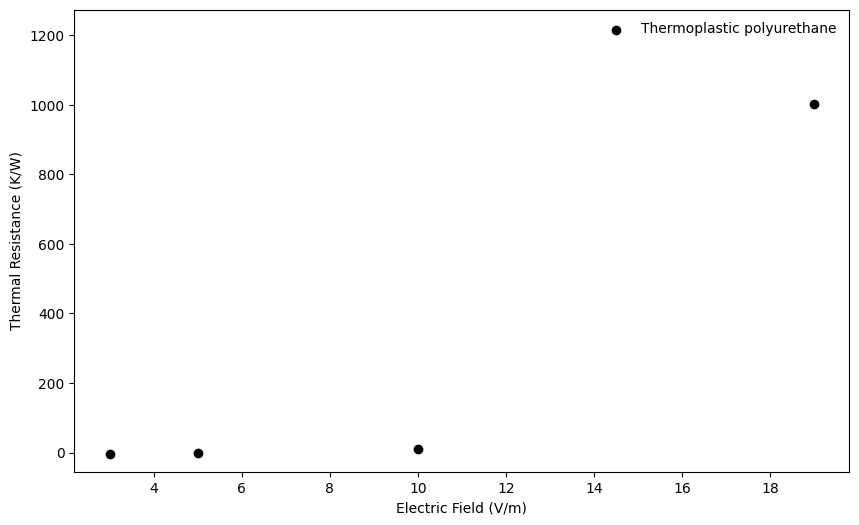 Thermoplastic polyurethane
1200
1000
800
600
400
200
0
4 6 8 10 12 14 16 18
Electric Field (V/m)
Thermal Resistance (K/W)